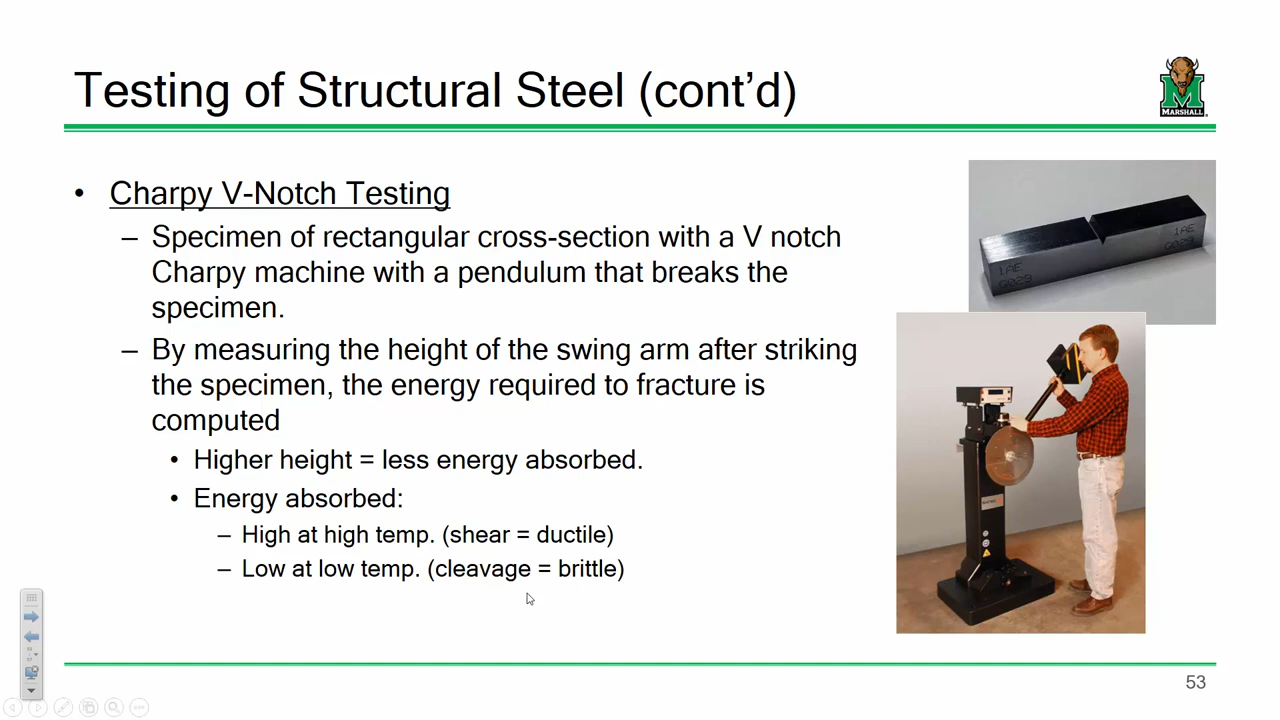 Testing of Structural Steel (cont’d)
MARSHALL
• Charpy V-Notch Testing
– Specimen of rectangular cross-section with a V notch
Charpy machine with a pendulum that breaks the
specimen.
– By measuring the height of the swing arm after striking
the specimen, the energy required to fracture is
computed
• Higher height = less energy absorbed.
• Energy absorbed:
– High at high temp. (shear = ductile)
– Low at low temp. (cleavage = brittle)
1AE
1AE
53